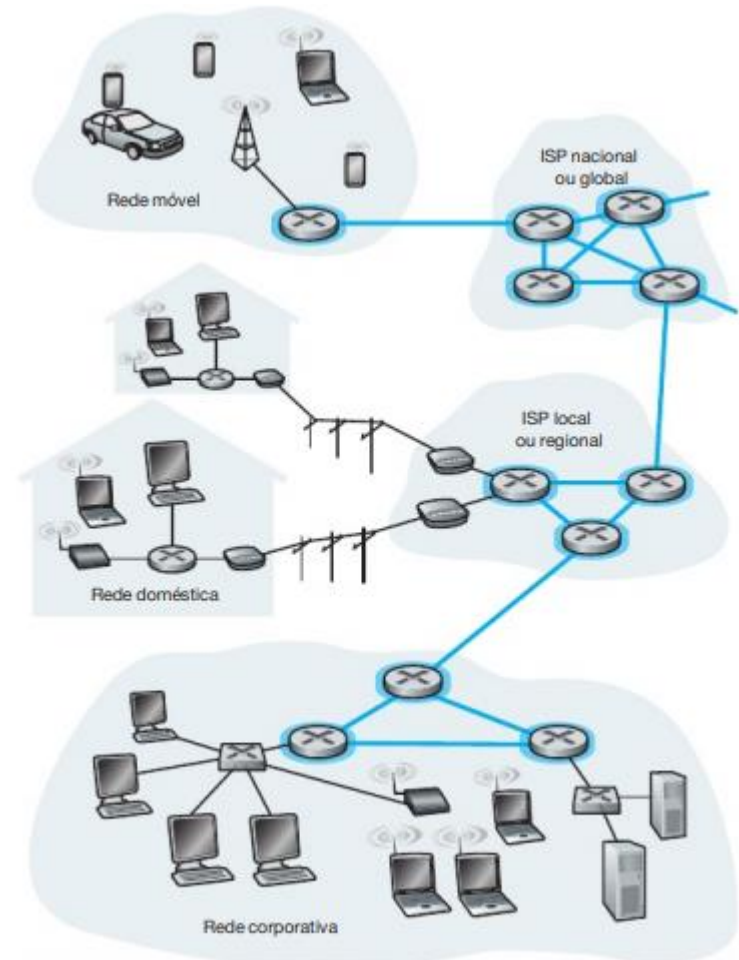 Rede móvel
ISP nacional
ou global
ISP local
ou regional
Rede doméstica
Rede corporativa